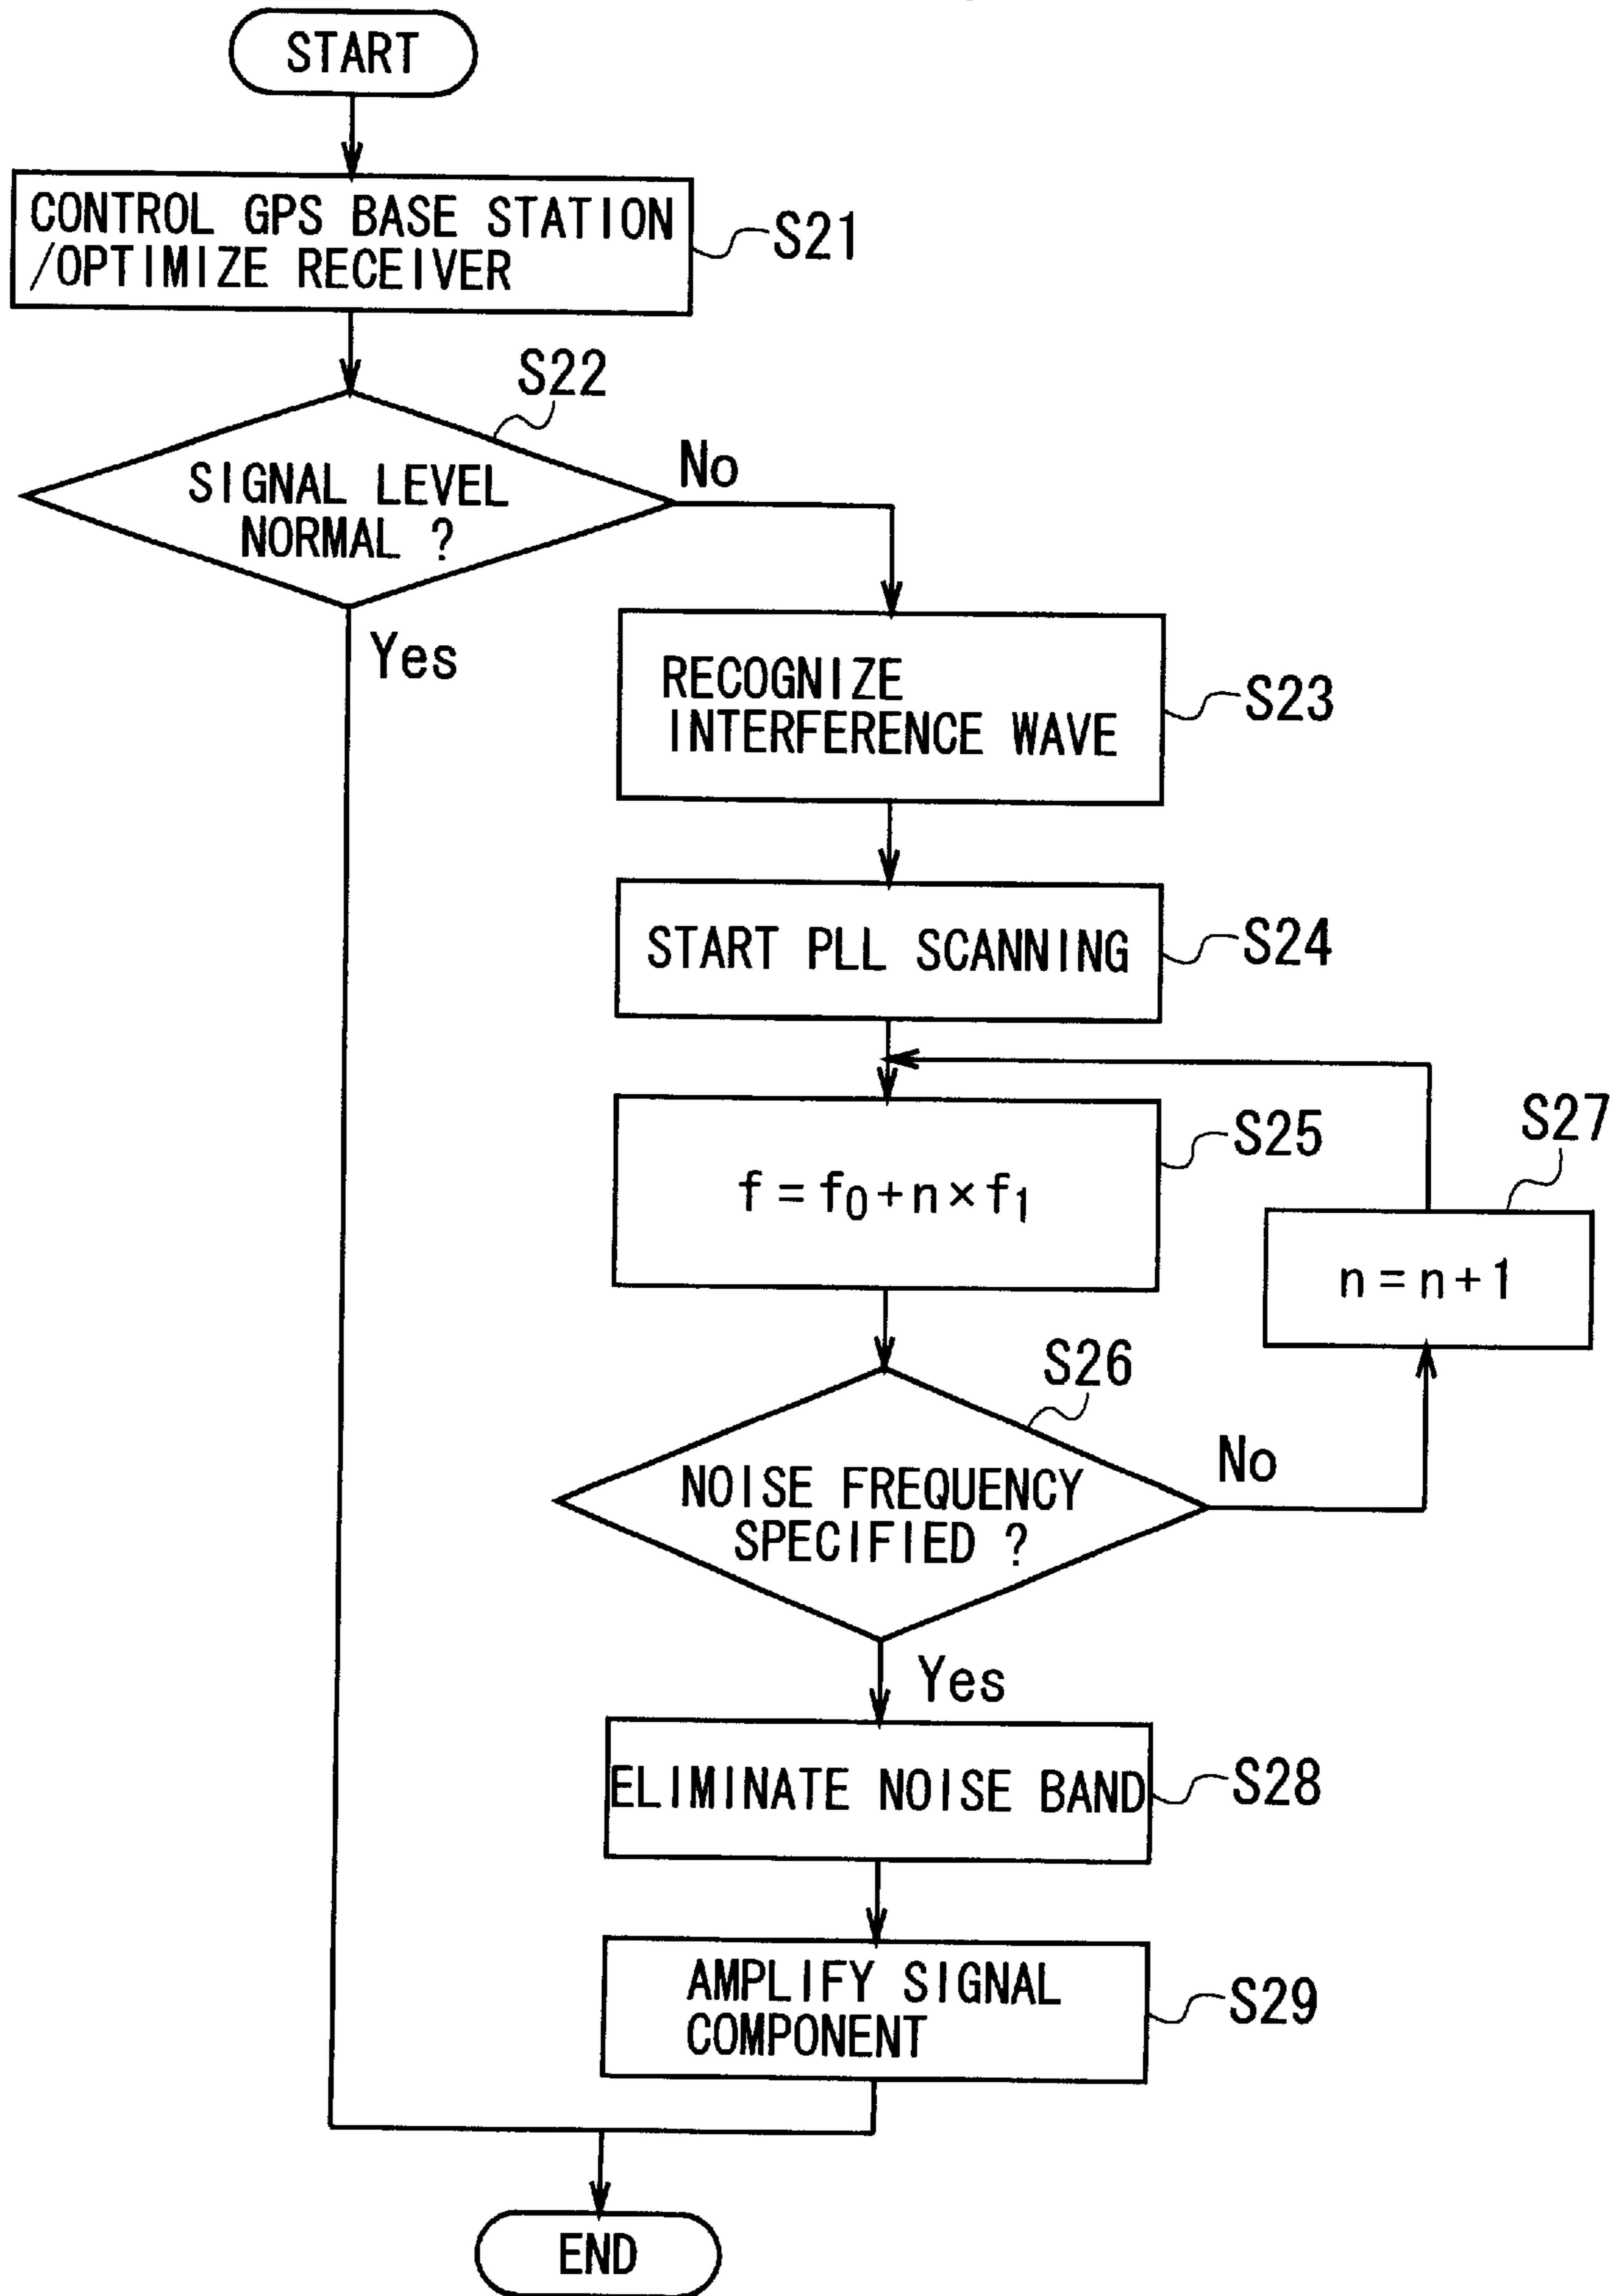 START
CONTROL GPS BASE STATION
/OPTIMIZE RECEIVER
S21
S22
SIGNAL LEVEL
NORMAL ?
No
Yes
RECOGNIZE
INTERFERENCE WAVE
S23
START PLL SCANNING
S24
f = f₀ + n × f₁
S25
S27
n = n + 1
S26
NOISE FREQUENCY
SPECIFIED ?
No
Yes
ELIMINATE NOISE BAND
S28
AMPLIFY SIGNAL
COMPONENT
S29
END